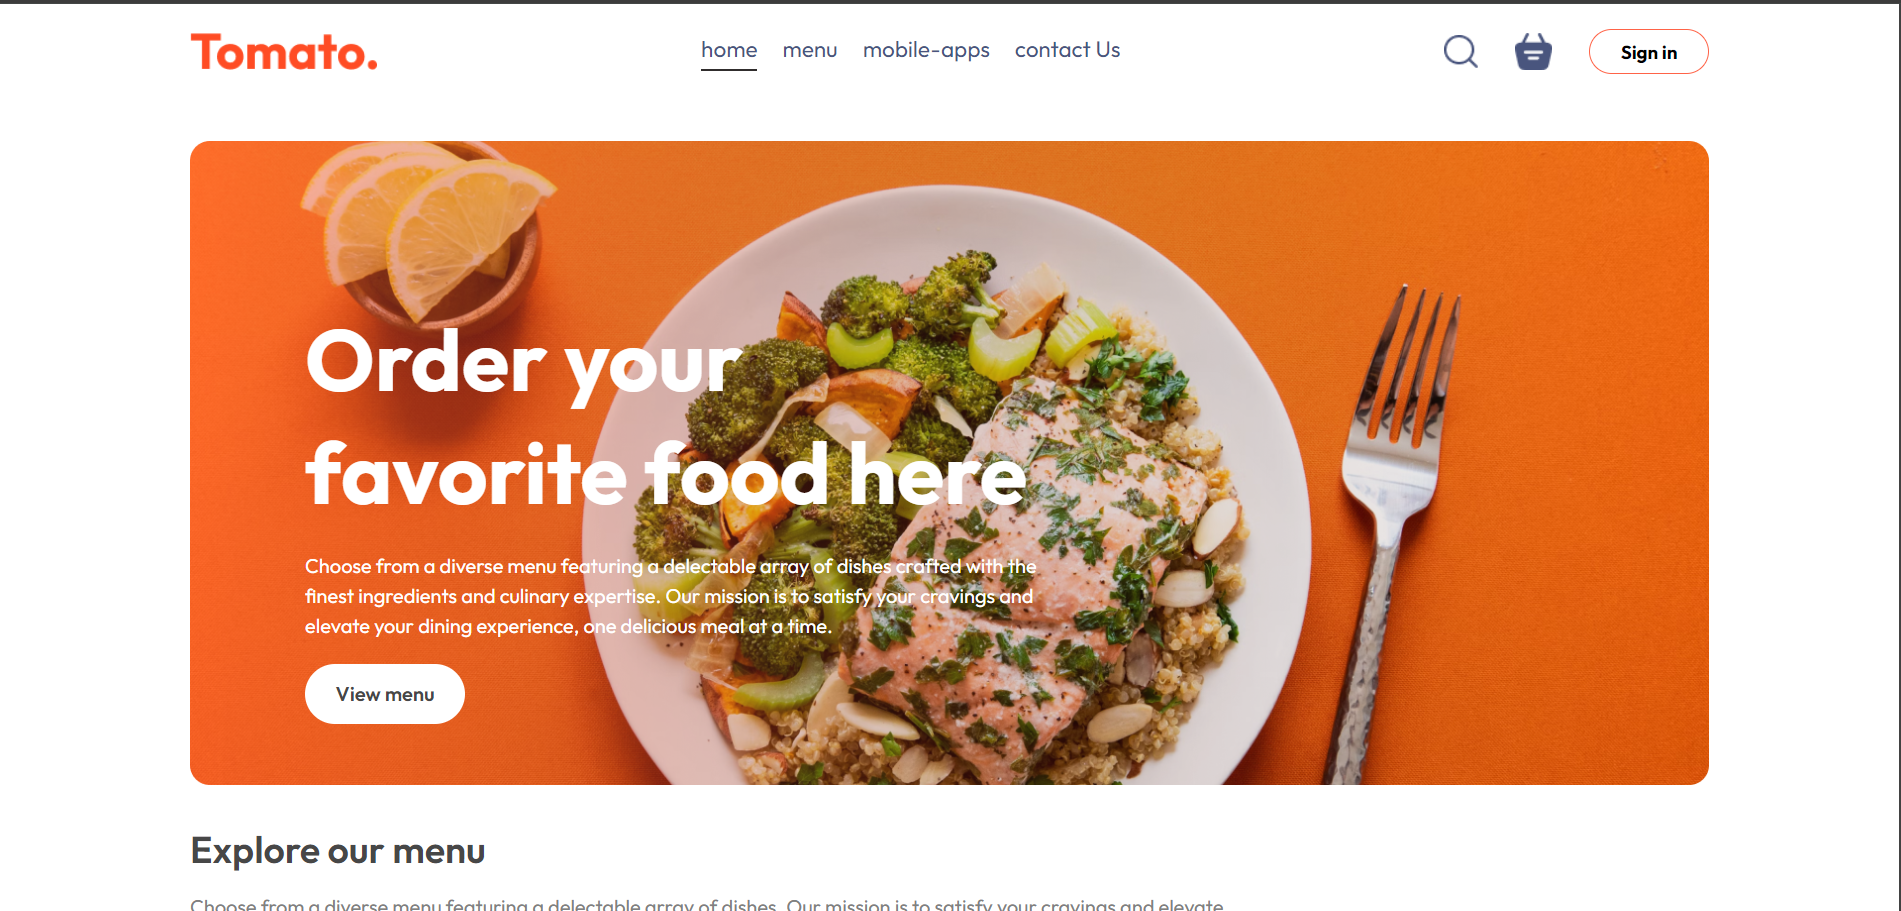 Tomato.
home menu mobile-apps contact Us
Sign in
Order your
favorite food here
Choose from a diverse menu featuring a delectable array of dishes crafted with the
finest ingredients and culinary expertise. Our mission is to satisfy your cravings and
elevate your dining experience, one delicious meal at a time.
View menu
Explore our menu
Choose from a diverse menu featuring a delectable array of dishes. Our mission is to satisfy your cravings and elevate